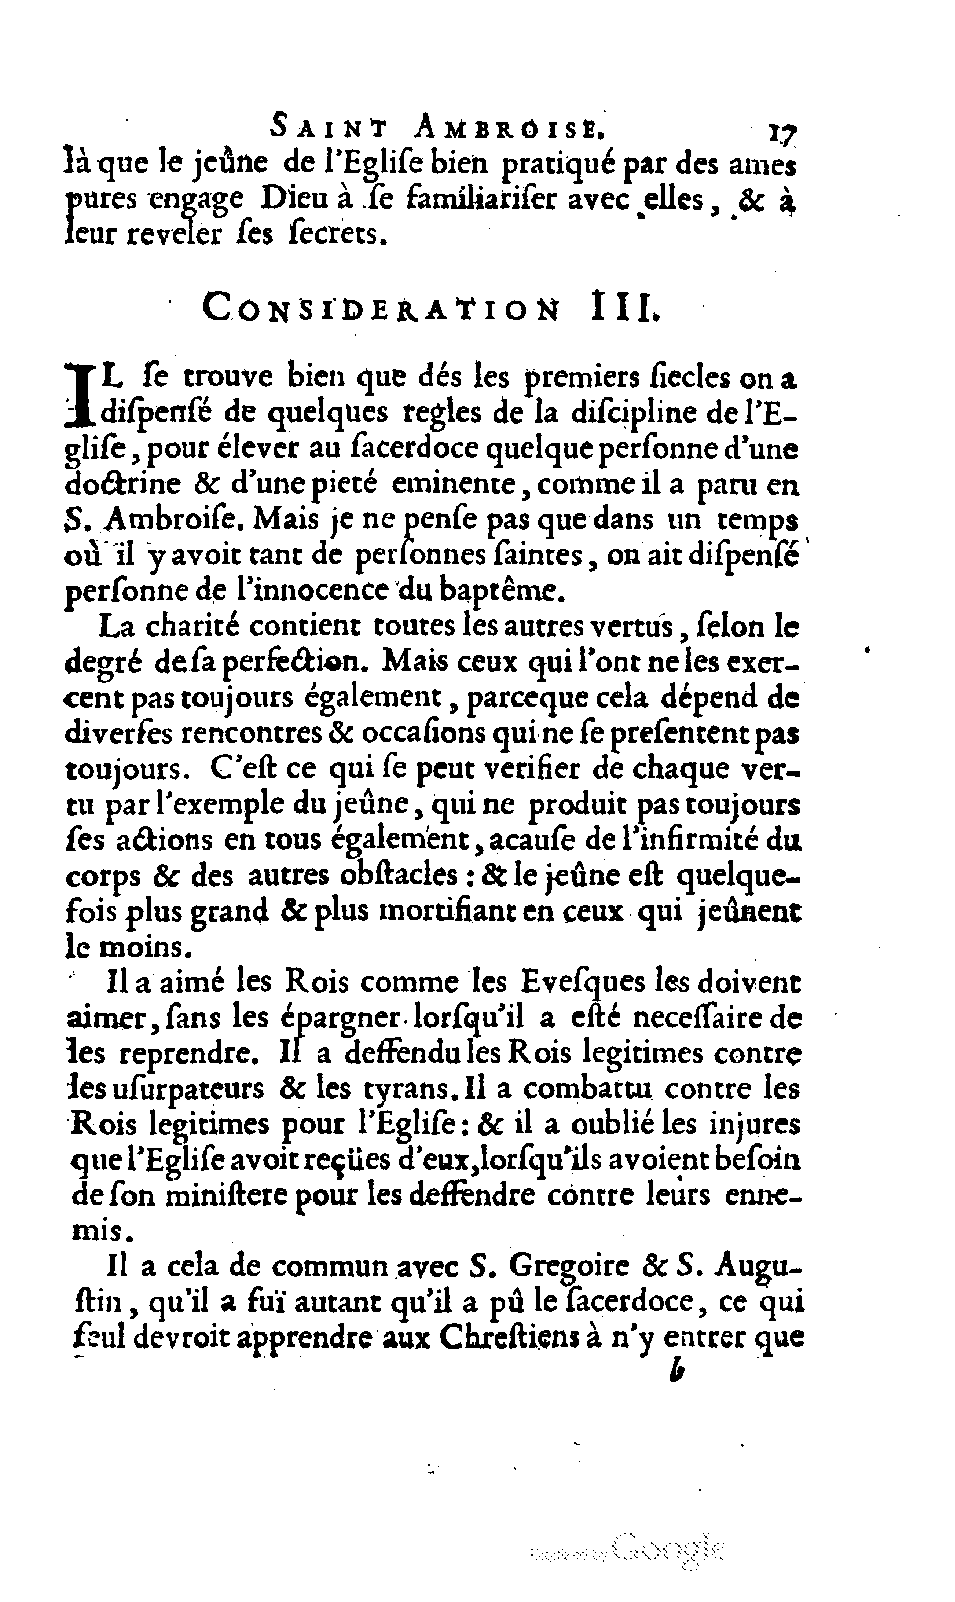 SAINT AMBROISE. 17
là que le jeûne de l'Egliſe bien pratiqué par des ames
pures engage Dieu à ſe familiariſer avec elles, & à
leur reveler ſes ſecrets.
CONSIDERATION III.
IL ſe trouve bien que dés les premiers ſiecles on a
diſpenſé de quelques regles de la diſcipline de l'E-
gliſe, pour élever au ſacerdoce quelque perſonne d'une
doctrine & d'une pieté eminente, comme il a paru en
S. Ambroiſe. Mais je ne penſe pas que dans un temps
où il y avoit tant de perſonnes ſaintes, on ait diſpenſé
perſonne de l'innocence du baptême.
La charité contient toutes les autres vertus, ſelon le
degré de ſa perfection. Mais ceux qui l'ont ne les exer-
cent pas toujours également, parceque cela dépend de
diverſes rencontres & occaſions qui ne ſe preſentent pas
toujours. C'eſt ce qui ſe peut verifier de chaque ver-
tu par l'exemple du jeûne, qui ne produit pas toujours
ſes actions en tous également, acauſe de l'infirmité du
corps & des autres obſtacles : & le jeûne eſt quelque-
fois plus grand & plus mortifiant en ceux qui jeûnent
le moins.
Il a aimé les Rois comme les Eveſques les doivent
aimer, ſans les épargner lorſqu'il a eſté neceſſaire de
les reprendre. Il a deffendu les Rois legitimes contre
les uſurpateurs & les tyrans. Il a combattu contre les
Rois legitimes pour l'Egliſe : & il a oublié les injures
que l'Egliſe avoit reçües d'eux, lorſqu'ils avoient beſoin
de ſon miniſtere pour les deffendre contre leurs enne-
mis.
Il a cela de commun avec S. Gregoire & S. Augu-
ſtin, qu'il a fuï autant qu'il a pû le ſacerdoce, ce qui
ſeul devroit apprendre aux Chreſtiens à n'y entrer que
b
Digitized by Google